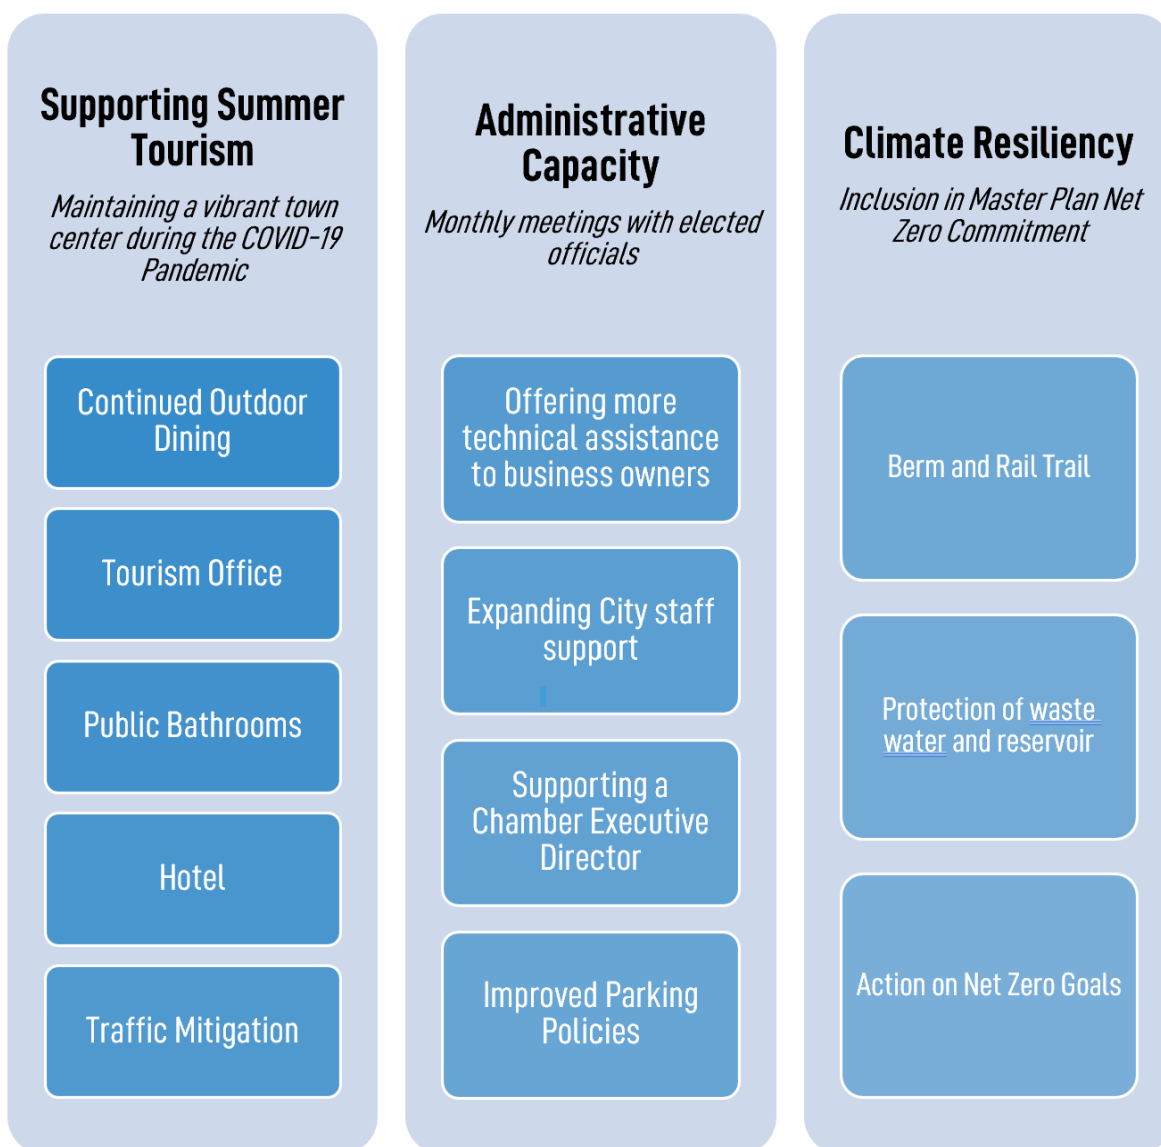 Supporting Summer
Tourism
Maintaining a vibrant town
center during the COVID-19
Pandemic
Continued Outdoor
Dining
Tourism Office
Public Bathrooms
Hotel
Traffic Mitigation
Administrative
Capacity
Monthly meetings with elected
officials
Offering more
technical assistance
to business owners
Expanding City staff
support
Supporting a
Chamber Executive
Director
Improved Parking
Policies
Climate Resiliency
Inclusion in Master Plan Net
Zero Commitment
Berm and Rail Trail
Protection of waste
water and reservoir
Action on Net Zero Goals